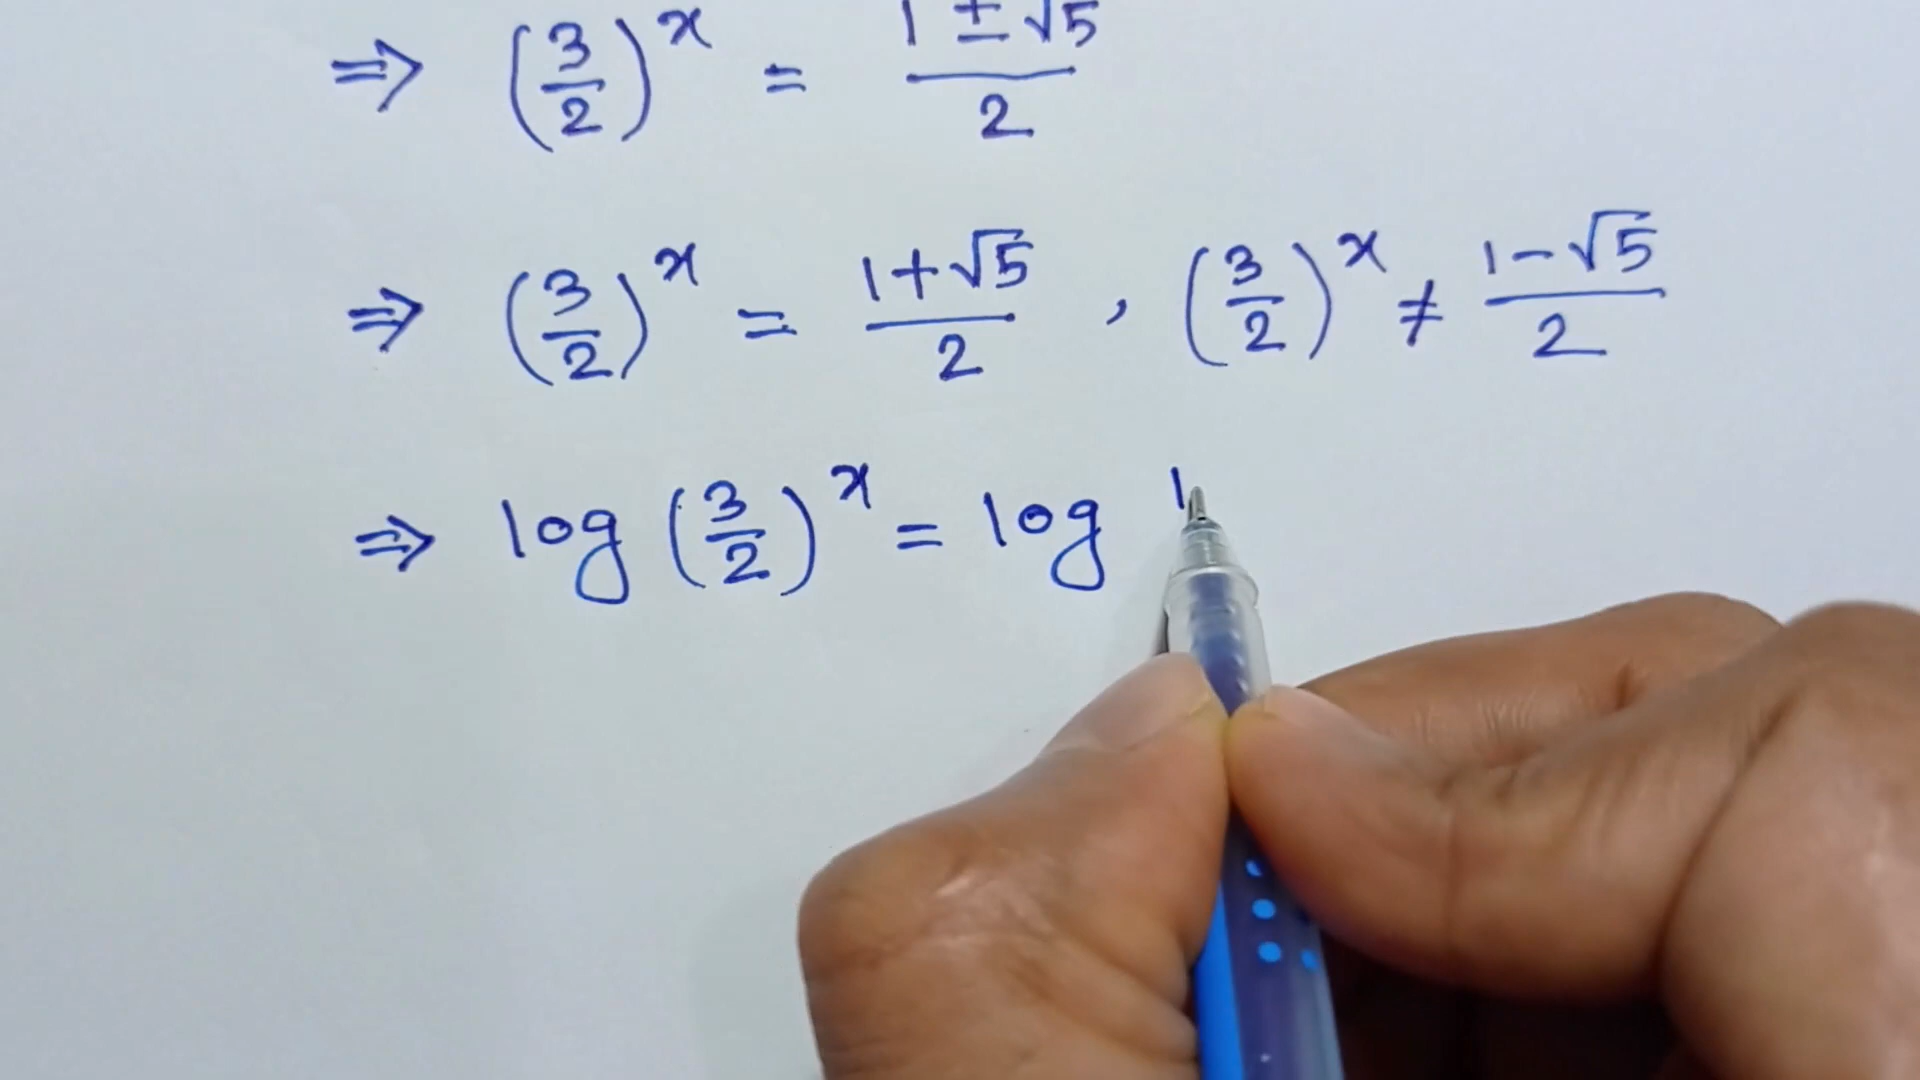 ⇒ (3/2)^x = (1 ± √5)/2
⇒ (3/2)^x = (1 + √5)/2 , (3/2)^x ≠ (1 - √5)/2
⇒ log (3/2)^x = log 1